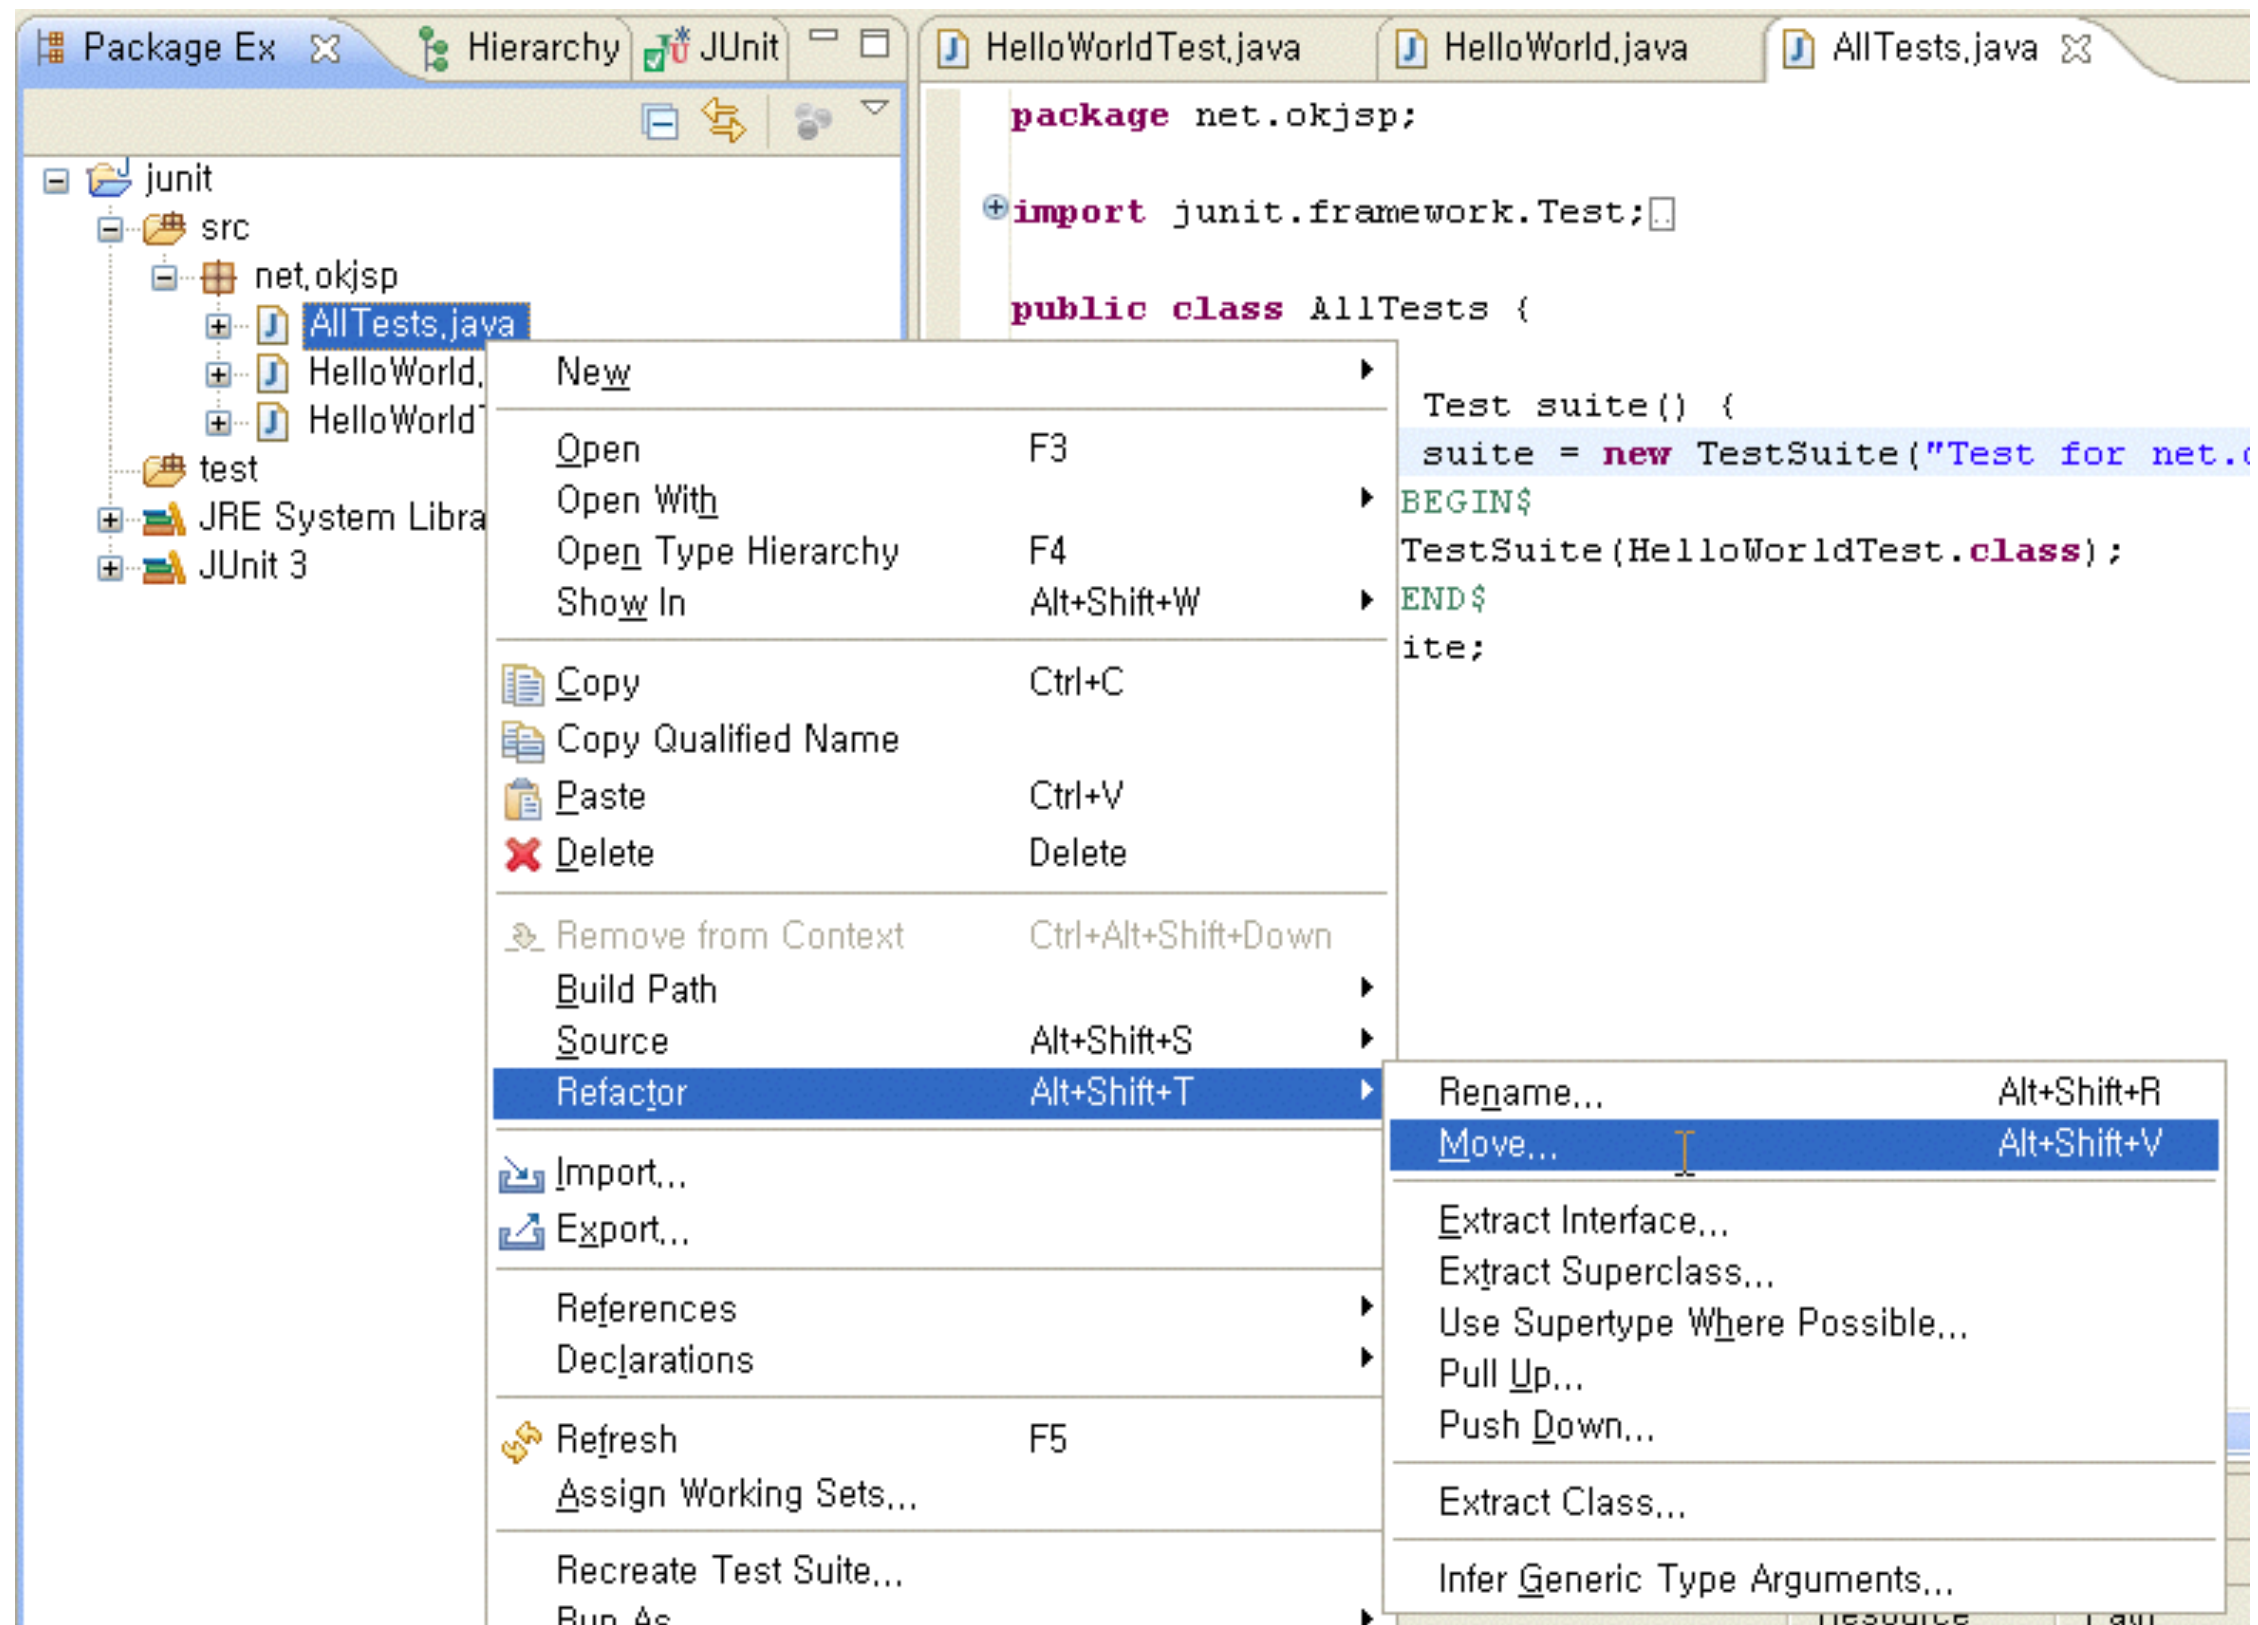 Package Ex
Hierarchy
JUnit
HelloWorldTest.java
HelloWorld.java
AllTests.java
junit
src
net.okjsp
AllTests.java
HelloWorld.
HelloWorldT
test
JRE System Libra
JUnit 3
package net.okjsp;
import junit.framework.Test;
public class AllTests {
Test suite() {
suite = new TestSuite("Test for net.o
BEGIN$
TestSuite(HelloWorldTest.class);
END$
ite;
New
Open F3
Open With
Open Type Hierarchy F4
Show In Alt+Shift+W
Copy Ctrl+C
Copy Qualified Name
Paste Ctrl+V
Delete Delete
Remove from Context Ctrl+Alt+Shift+Down
Build Path
Source Alt+Shift+S
Refactor Alt+Shift+T
Import...
Export...
References
Declarations
Refresh F5
Assign Working Sets...
Recreate Test Suite...
Run As
Rename... Alt+Shift+R
Move... Alt+Shift+V
Extract Interface...
Extract Superclass...
Use Supertype Where Possible...
Pull Up...
Push Down...
Extract Class...
Infer Generic Type Arguments...
Resource Path